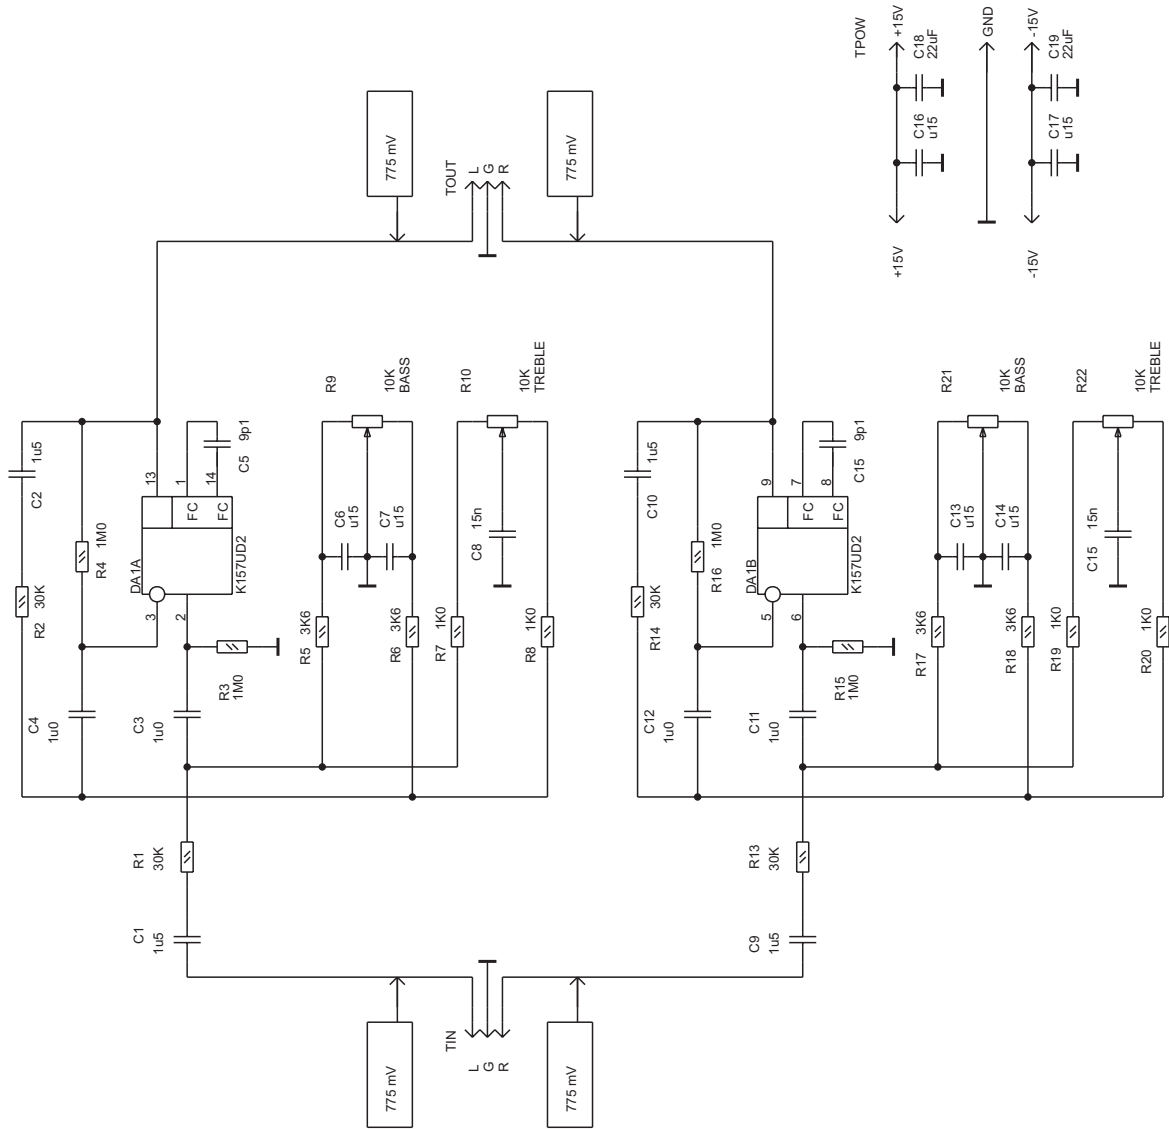 C2
1u5
R2
30K
R4
1M0
C4
1u0
DA1A
3
2
FC
FC
K157UD2
13
1
14
C5
9p1
C3
1u0
R3
1M0
R1
30K
C1
1u5
R5
3K6
R6
3K6
C6
u15
C7
u15
R9
10K
BASS
R7
1K0
R8
1K0
C8
15n
R10
10K
TREBLE
775 mV
TIN
L
G
R
775 mV
775 mV
TOUT
L
G
R
775 mV
C10
1u5
R14
30K
R16
1M0
C12
1u0
DA1B
5
6
FC
FC
K157UD2
9
7
8
C15
9p1
C11
1u0
R15
1M0
R13
30K
C9
1u5
R17
3K6
R18
3K6
C13
u15
C14
u15
R21
10K
BASS
R19
1K0
R20
1K0
C15
15n
R22
10K
TREBLE
TPOW
+15V
+15V
C16
u15
C18
22uF
GND
-15V
-15V
C17
u15
C19
22uF